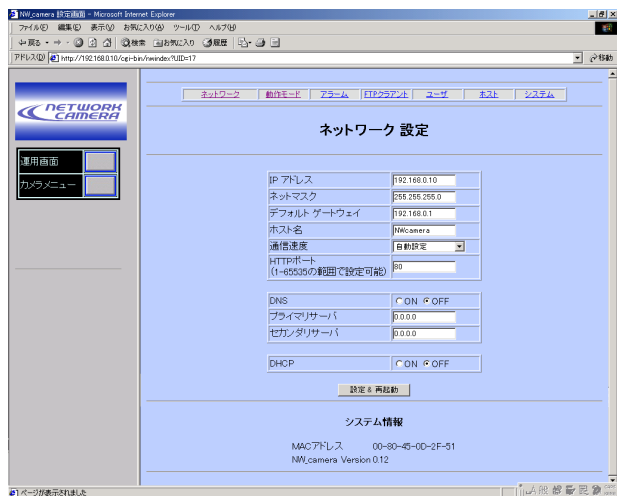 NW_camera 設定画面 - Microsoft Internet Explorer
ファイル(F) 編集(E) 表示(V) お気に入り(A) ツール(T) ヘルプ(H)
戻る 検索 お気に入り 履歴
アドレス(D) http://192.168.0.10/cgi-bin/nwindex?UID=17 移動
NETWORK CAMERA
運用画面
カメラメニュー
ネットワーク 動作モード アラーム FTPクラアント ユーザ ホスト システム
ネットワーク 設定
IP アドレス 192.168.0.10
ネットマスク 255.255.255.0
デフォルト ゲートウェイ 192.168.0.1
ホスト名 NWcamera
通信速度 自動設定
HTTPポート
(1-65535の範囲で設定可能) 80
DNS ON OFF
プライマリサーバ 0.0.0.0
セカンダリサーバ 0.0.0.0
DHCP ON OFF
設定 & 再起動
システム情報
MACアドレス 00-80-45-0D-2F-51
NW_camera Version 0.12
ページが表示されました